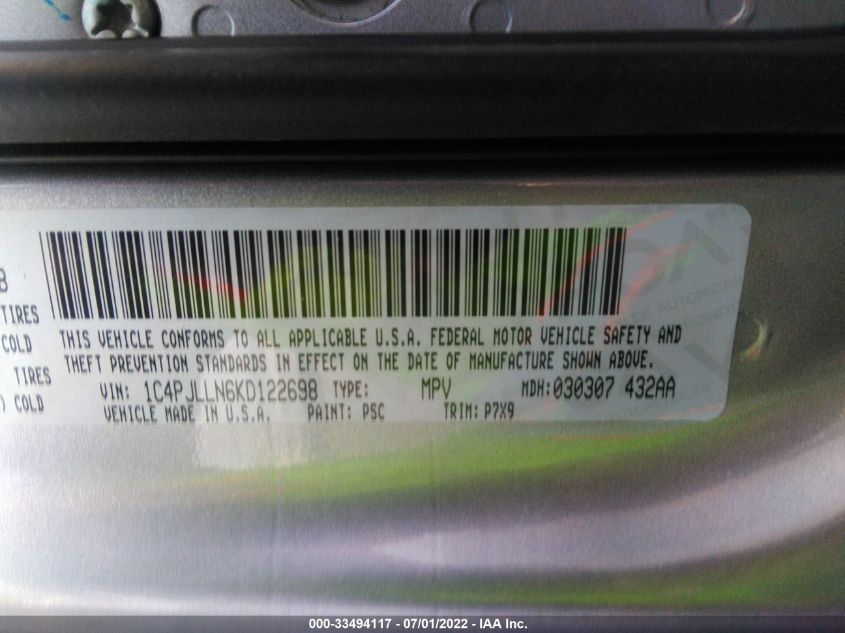 8
TIRES
COLD
TIRES
) COLD
THIS VEHICLE CONFORMS TO ALL APPLICABLE U.S.A. FEDERAL MOTOR VEHICLE SAFETY AND
THEFT PREVENTION STANDARDS IN EFFECT ON THE DATE OF MANUFACTURE SHOWN ABOVE.
VIN: 1C4PJLLN6KD122698 TYPE: MPV MDH:030307 432AA
VEHICLE MADE IN U.S.A. PAINT: PSC TRIM: P7X9
000-33494117 - 07/01/2022 - IAA Inc.